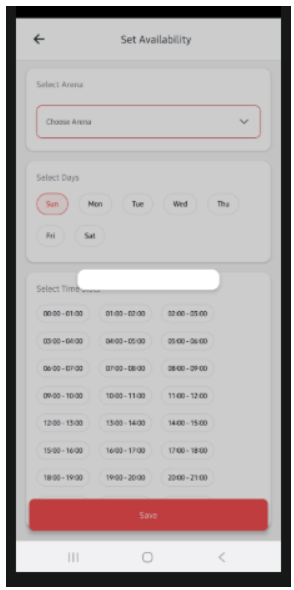 Set Availability
Select Arena
Choose Arena
Select Days
Sun Mon Tue Wed Thu
Fri Sat
Select Time
00:00 - 01:00 01:00 - 02:00 02:00 - 03:00
03:00 - 04:00 04:00 - 05:00 05:00 - 06:00
06:00 - 07:00 07:00 - 08:00 08:00 - 09:00
09:00 - 10:00 10:00 - 11:00 11:00 - 12:00
12:00 - 13:00 13:00 - 14:00 14:00 - 15:00
15:00 - 16:00 16:00 - 17:00 17:00 - 18:00
18:00 - 19:00 19:00 - 20:00 20:00 - 21:00
Save